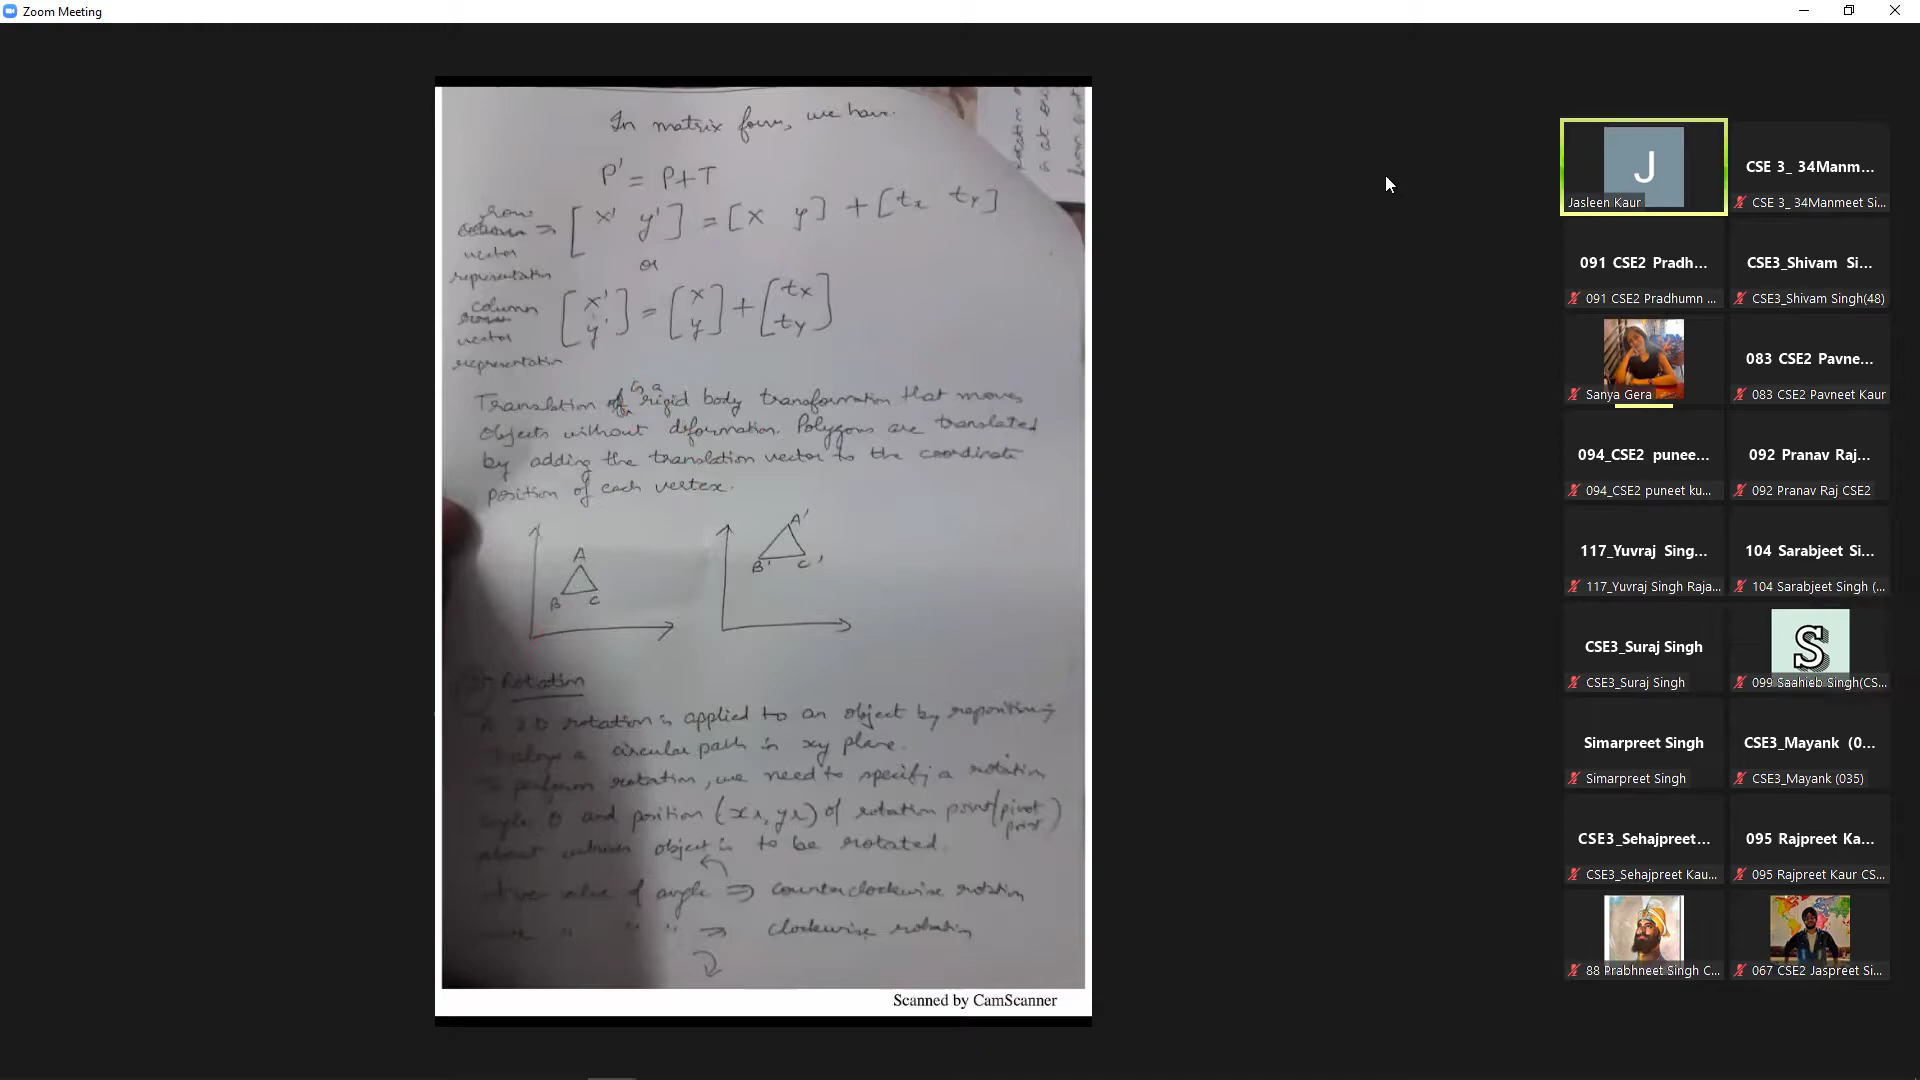 Zoom Meeting
In matrix form, we have.
P' = P+T
row
column ⇒ [x' y'] = [x y] + [tx ty]
vector
representation
or
column
row
vector
representation
[x' y'] = [x y] + [tx ty]
is a
Translation of rigid body transformation that moves
objects without deformation. Polygons are translated
by adding the translation vector to the coordinate
position of each vertex.
A
B C
A'
B' C'
Rotation
A 2D rotation is applied to an object by repositioning
it along a circular path in xy plane.
To perform rotation, we need to specify a rotation
angle θ and position (xr, yr) of rotation point (pivot
point)
about which object is to be rotated.
value of angle ⇒ counterclockwise rotation
" " " ⇒ clockwise rotation
Scanned by CamScanner
J
Jasleen Kaur
CSE 3_ 34Manm...
CSE 3_ 34Manmeet Si...
091 CSE2 Pradh...
091 CSE2 Pradhumn ...
CSE3_Shivam Si...
CSE3_Shivam Singh(48)
Sanya Gera
083 CSE2 Pavne...
083 CSE2 Pavneet Kaur
094_CSE2 punee...
094_CSE2 puneet ku...
092 Pranav Raj...
092 Pranav Raj CSE2
117_Yuvraj Sing...
117_Yuvraj Singh Raja...
104 Sarabjeet Si...
104 Sarabjeet Singh (...
CSE3_Suraj Singh
CSE3_Suraj Singh
S
099 Saahieb Singh(CS...
Simarpreet Singh
Simarpreet Singh
CSE3_Mayank (0...
CSE3_Mayank (035)
CSE3_Sehajpreet...
CSE3_Sehajpreet Kau...
095 Rajpreet Ka...
095 Rajpreet Kaur CS...
88 Prabhneet Singh C...
067 CSE2 Jaspreet Si...